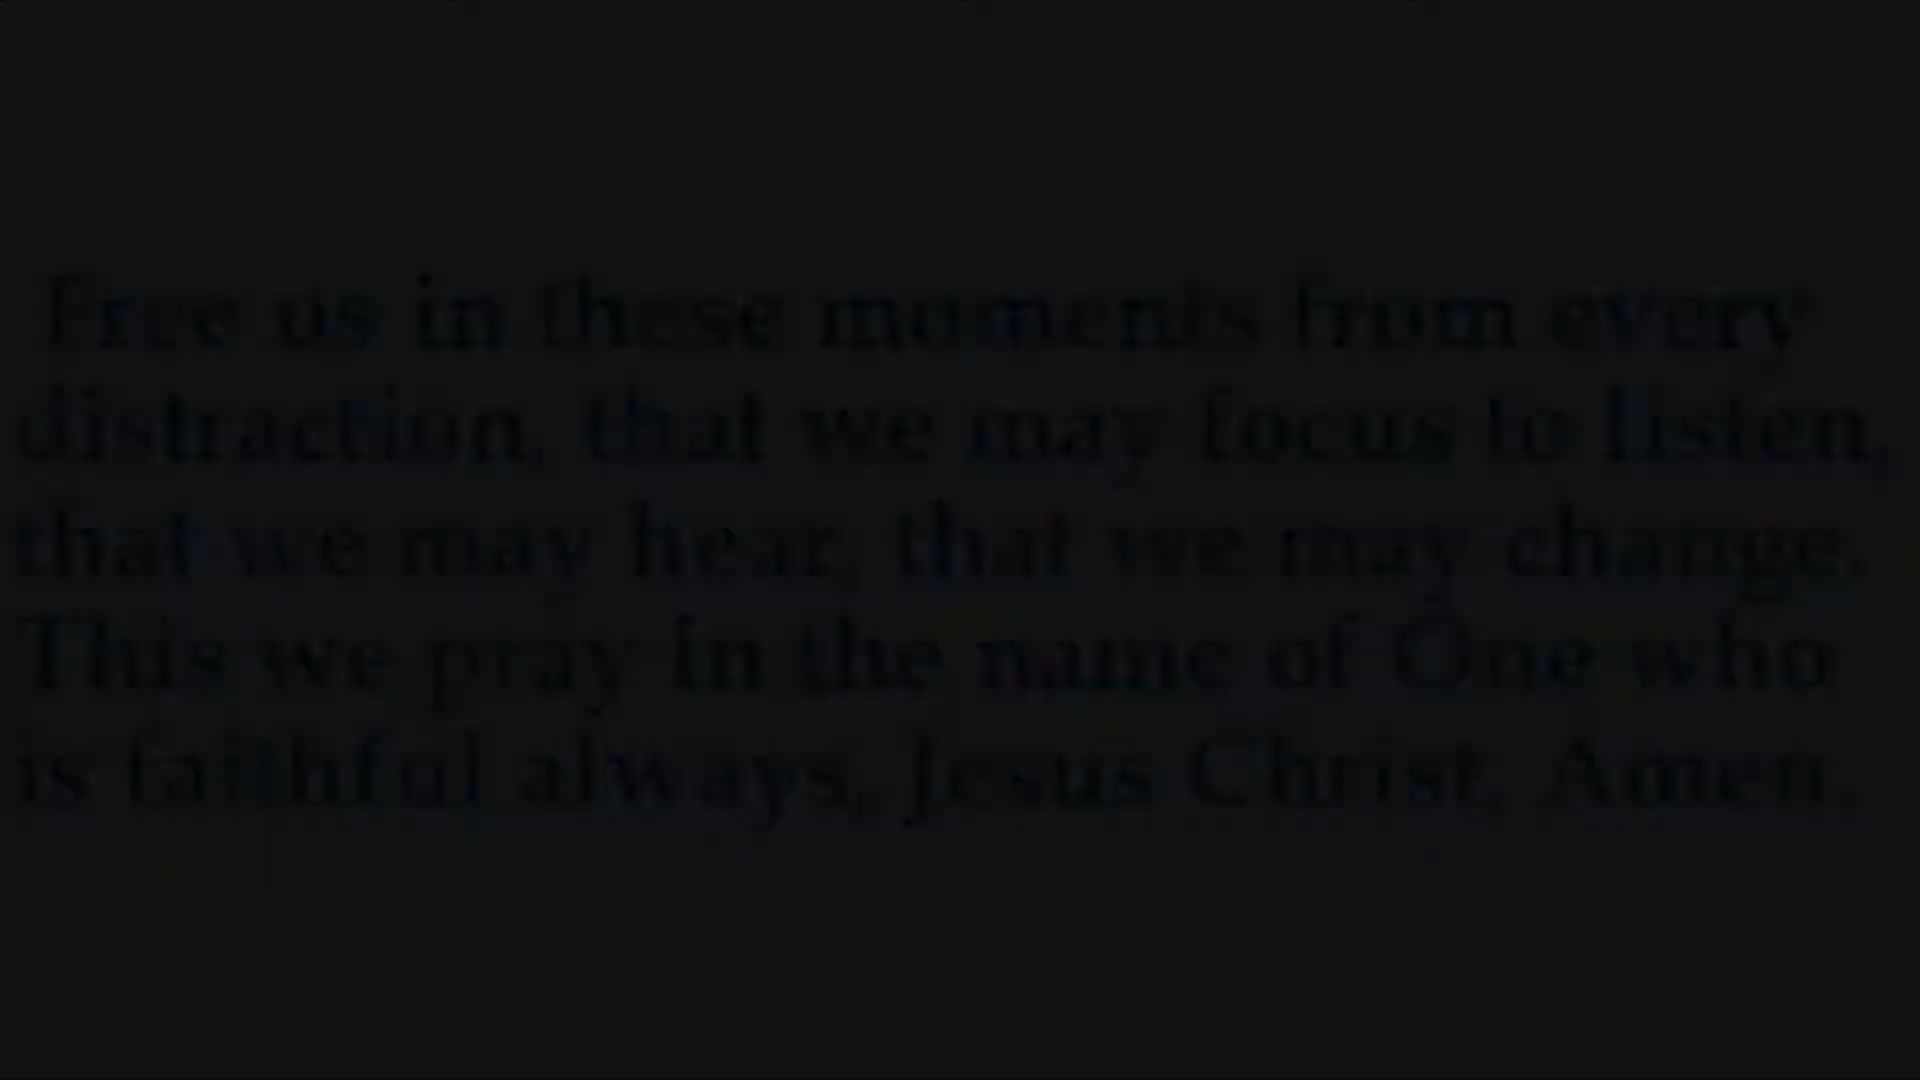 Free us in these moments from every
distraction, that we may focus to listen,
that we may hear, that we may change.
This we pray in the name of One who
is faithful always, Jesus Christ, Amen.